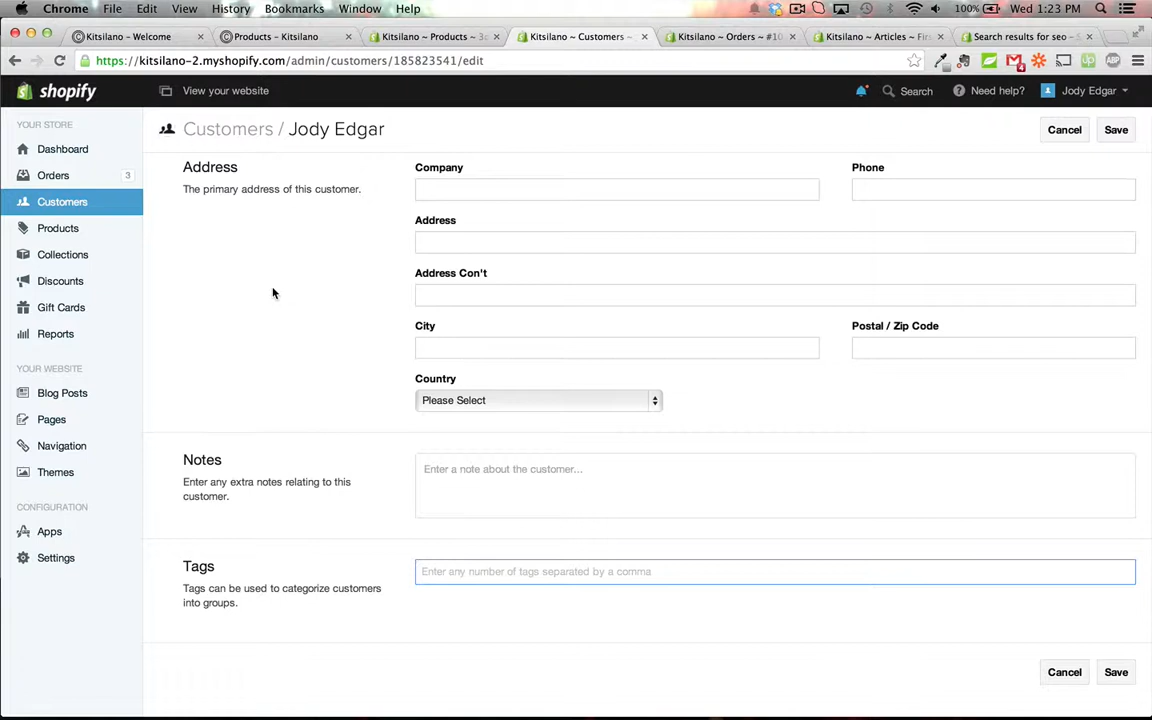 Chrome File Edit View History Bookmarks Window Help 100% Wed 1:23 PM
Kitsilano – Welcome × Products – Kitsilano × Kitsilano ~ Products ~ 3 × Kitsilano ~ Customers ~ × Kitsilano ~ Orders ~ #10 × Kitsilano ~ Articles ~ Firs × Search results for seo – S ×
https://kitsilano-2.myshopify.com/admin/customers/185823541/edit
shopify View your website Search Need help? Jody Edgar
YOUR STORE
Dashboard
Orders 3
Customers
Products
Collections
Discounts
Gift Cards
Reports
YOUR WEBSITE
Blog Posts
Pages
Navigation
Themes
CONFIGURATION
Apps
Settings
Customers / Jody Edgar Cancel Save
Address
The primary address of this customer.
Company Phone
Address
Address Con't
City Postal / Zip Code
Country
Please Select
Notes
Enter any extra notes relating to this
customer.
Enter a note about the customer...
Tags
Tags can be used to categorize customers
into groups.
Enter any number of tags separated by a comma
Cancel Save